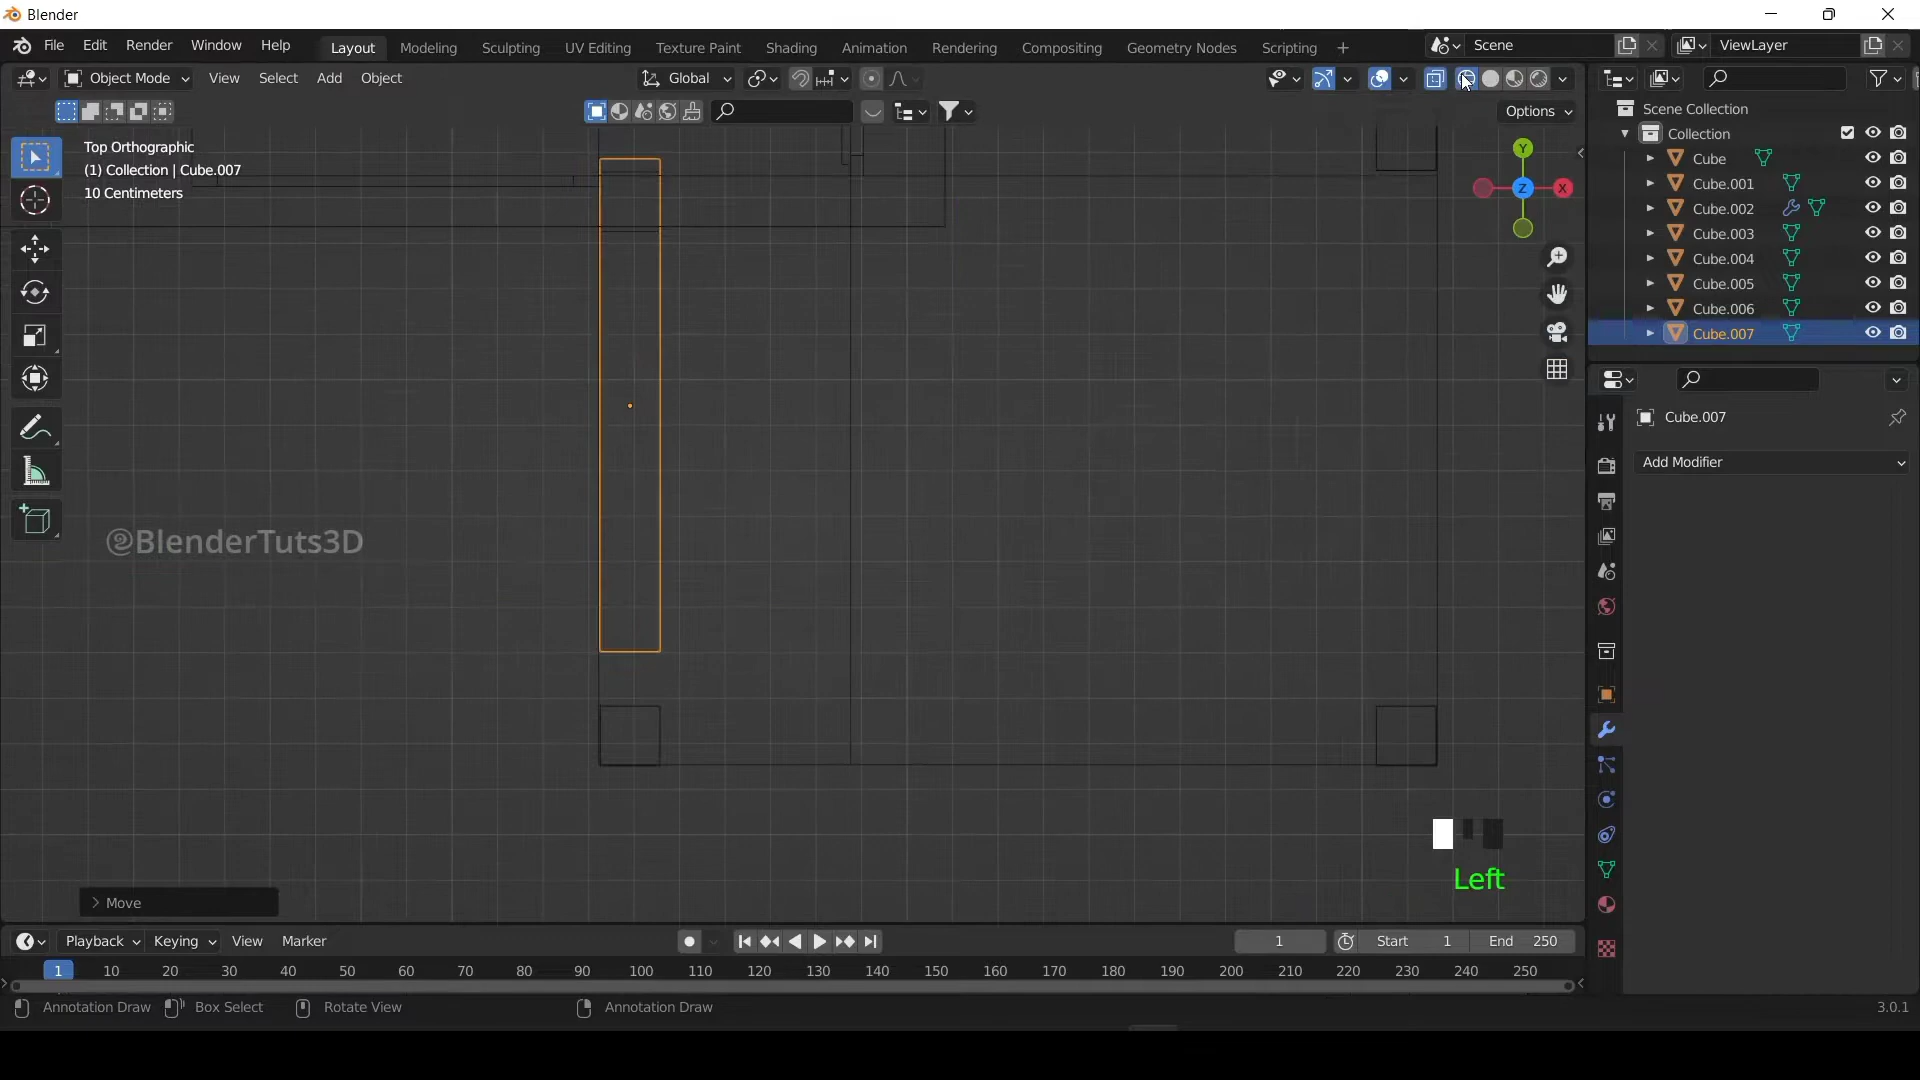 Blender
File Edit Render Window Help Layout Modeling Sculpting UV Editing Texture Paint Shading Animation Rendering Compositing Geometry Nodes Scripting + Scene ViewLayer
Object Mode View Select Add Object Global
Options
Top Orthographic
(1) Collection | Cube.007
10 Centimeters
Y
Z X
Scene Collection
Collection
Cube
Cube.001
Cube.002
Cube.003
Cube.004
Cube.005
Cube.006
Cube.007
Cube.007
Add Modifier
@BlenderTuts3D
Left
> Move
Playback Keying View Marker 1 Start 1 End 250
1 10 20 30 40 50 60 70 80 90 100 110 120 130 140 150 160 170 180 190 200 210 220 230 240 250
Annotation Draw Box Select Rotate View Annotation Draw 3.0.1